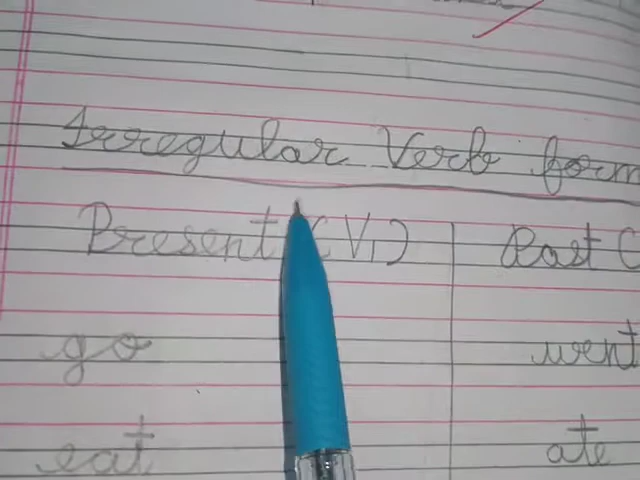 Irregular Verb form
Present (V1) Past (
go went
eat ate